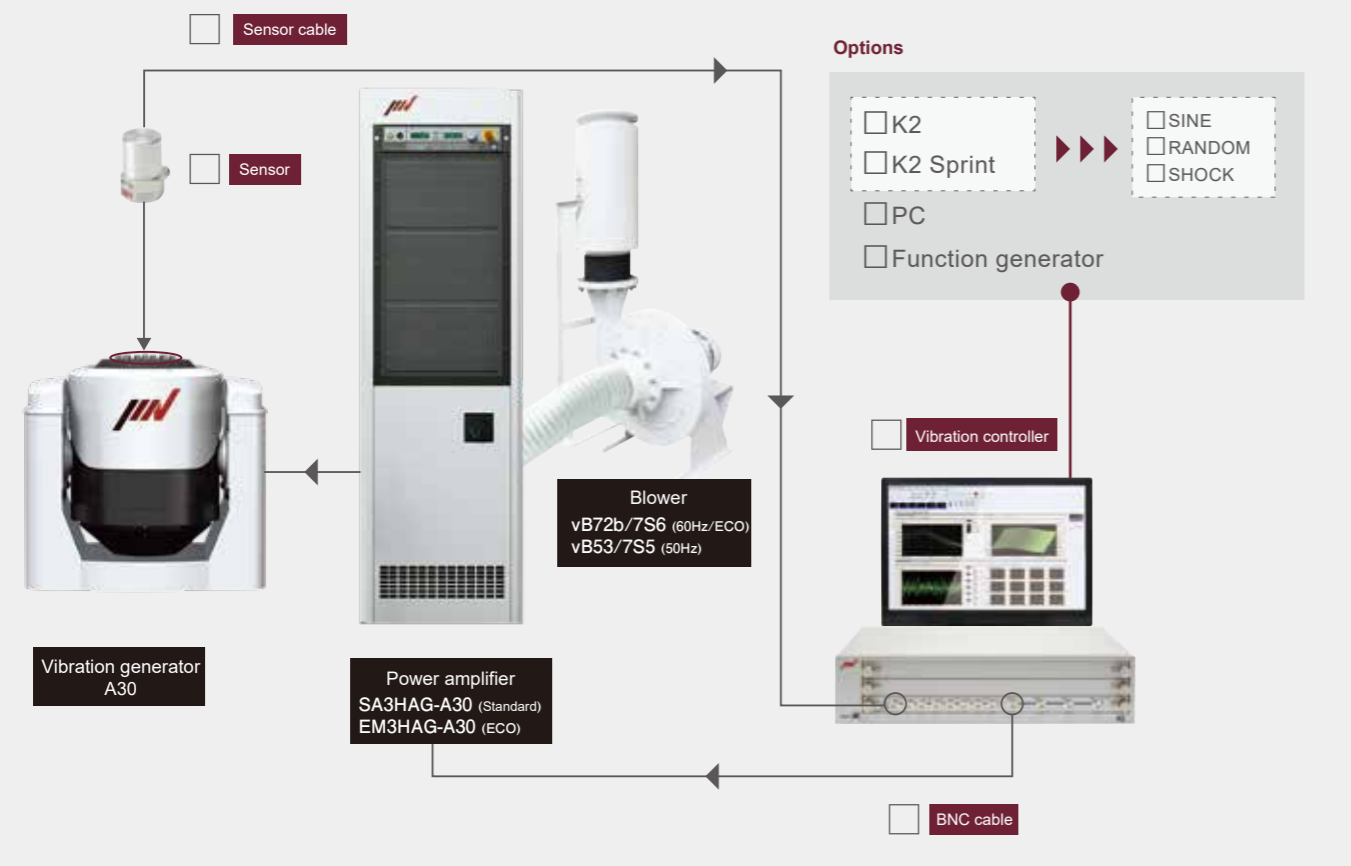 Sensor cable
Options
K2
K2 Sprint
SINE
RANDOM
SHOCK
Sensor
PC
Function generator
Vibration controller
Blower
vB72b/7S6 (60Hz/ECO)
vB53/7S5 (50Hz)
Vibration generator
A30
Power amplifier
SA3HAG-A30 (Standard)
EM3HAG-A30 (ECO)
BNC cable